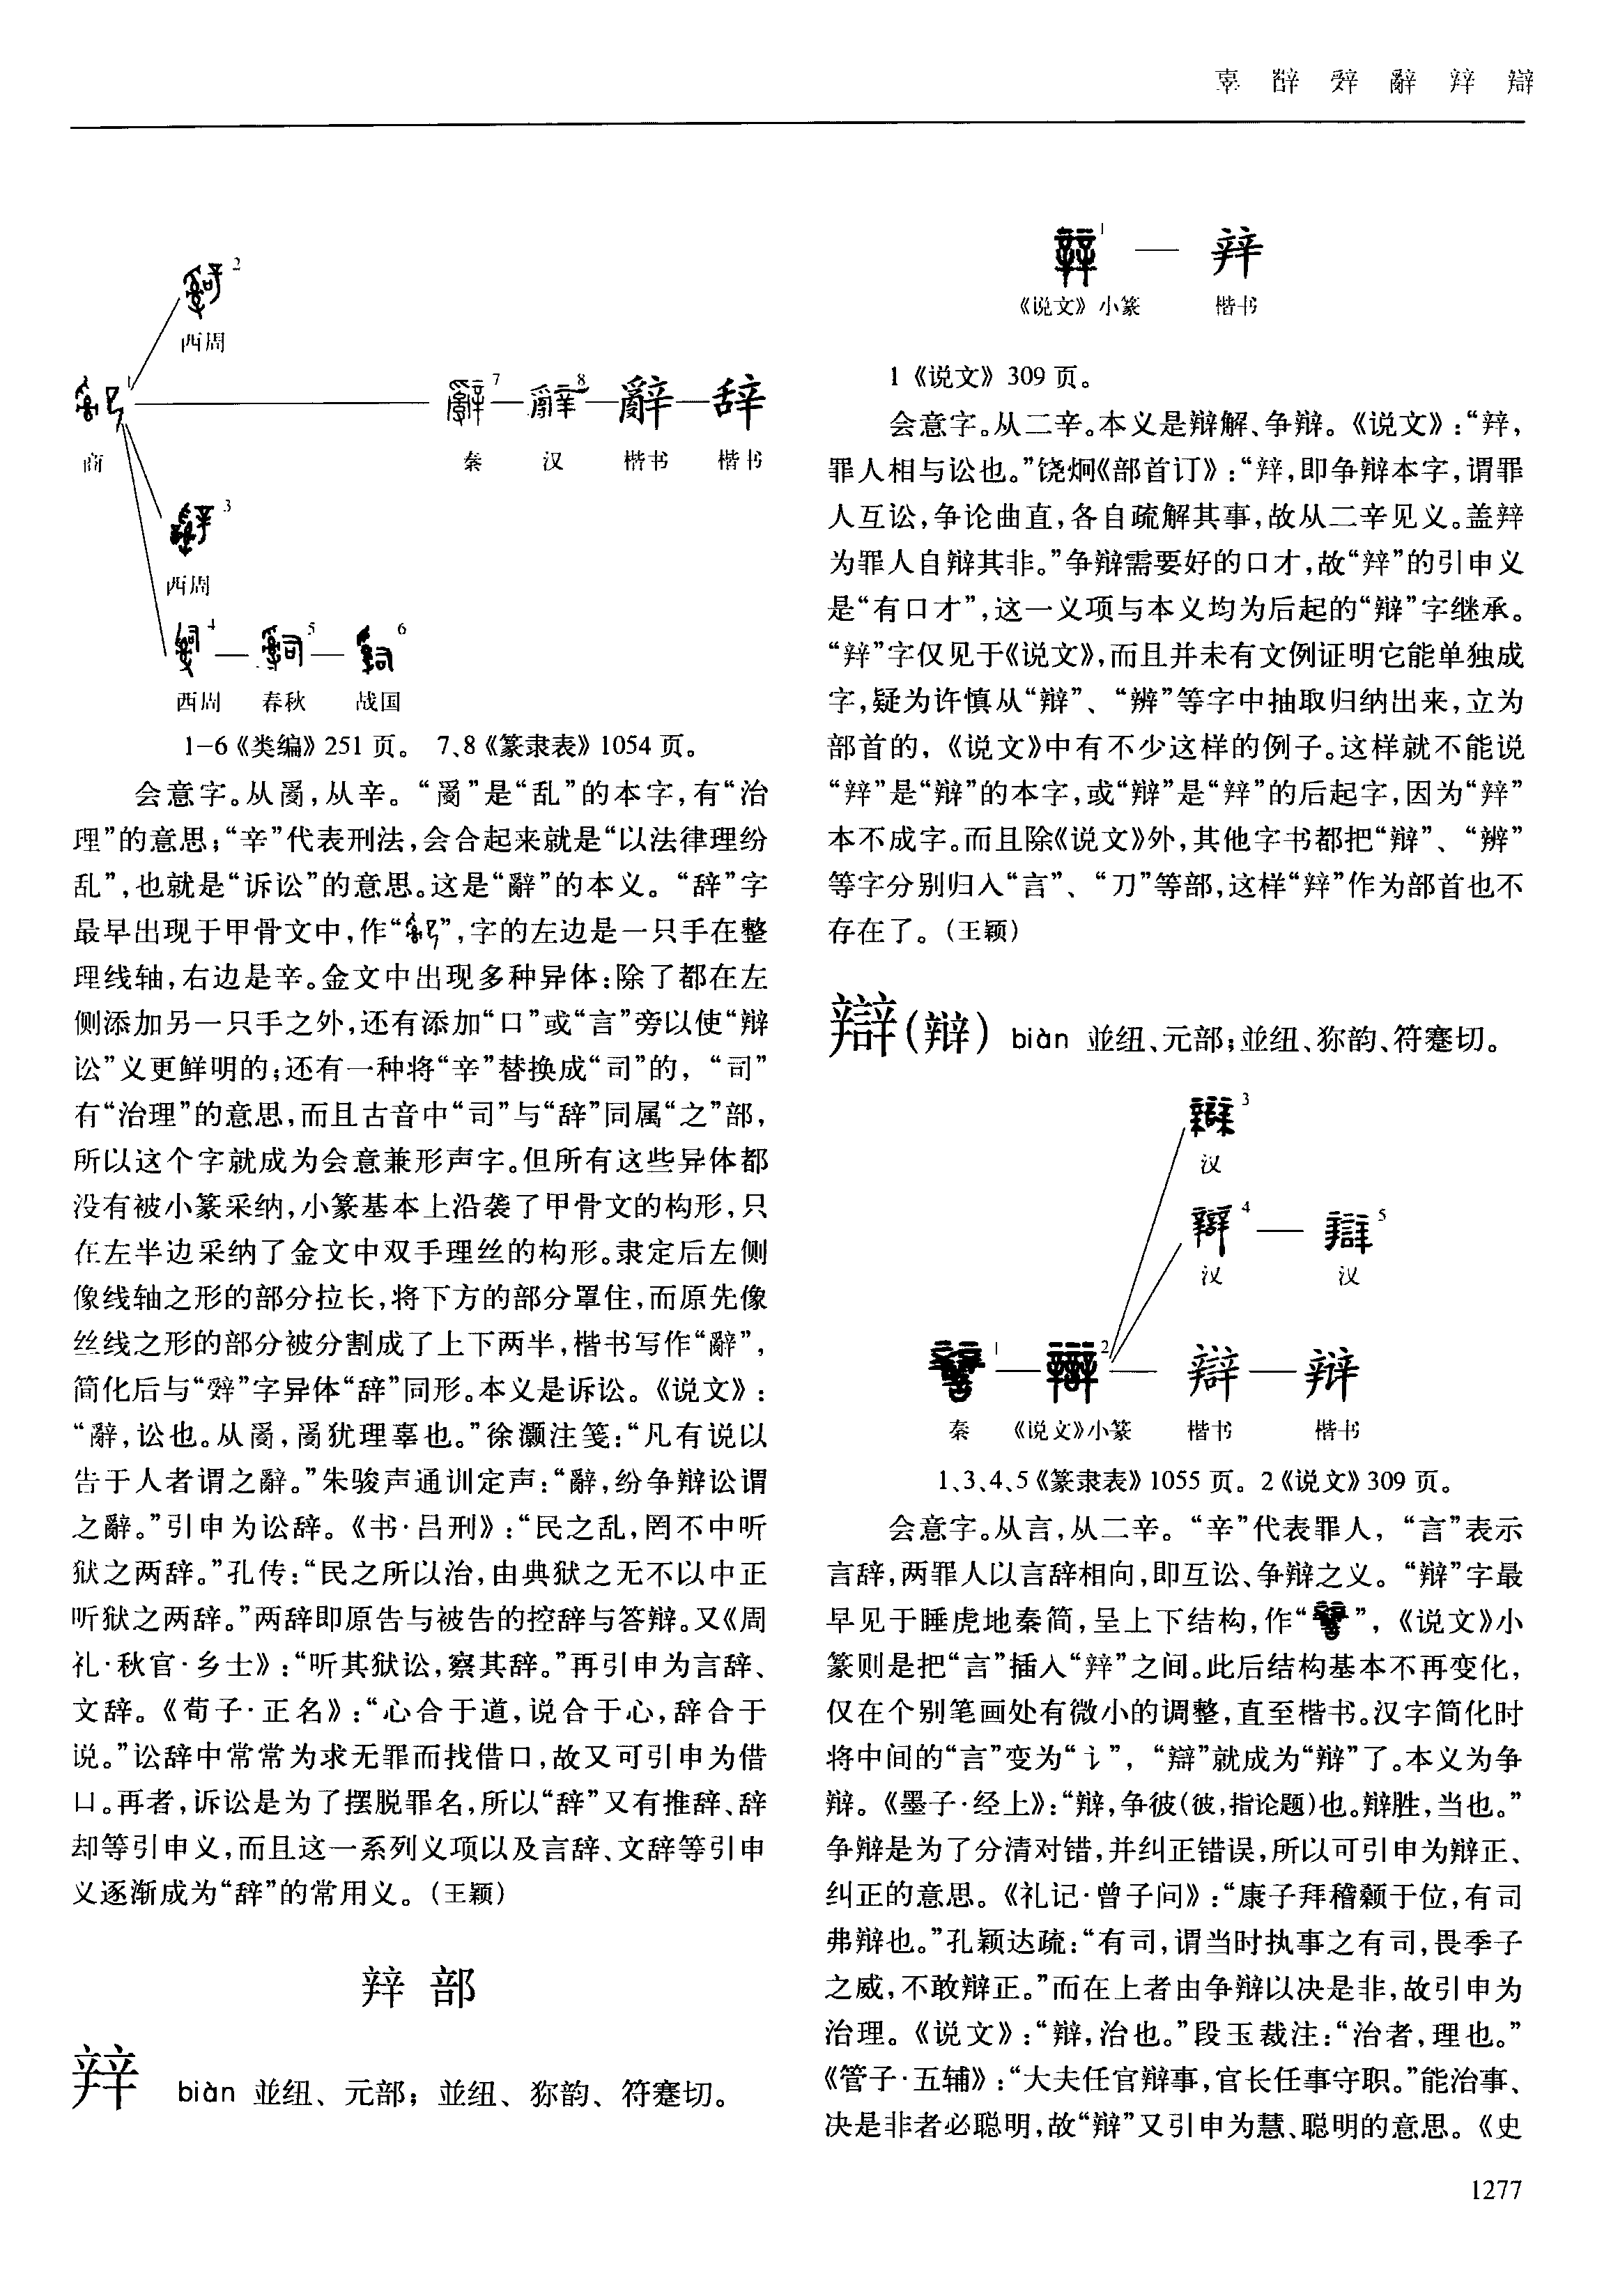 辜 辤 辭 辡 辯
2
西周
1
商
7
8
辭
辞
秦 汉 楷书 楷书
3
西周
4
5
6
西周 春秋 战国
1-6《类编》251页。 7、8《篆隶表》1054页。
会意字。从𤔔,从辛。“𤔔”是“乱”的本字,有“治
理”的意思;“辛”代表刑法,会合起来就是“以法律理纷
乱”,也就是“诉讼”的意思。这是“辭”的本义。“辞”字
最早出现于甲骨文中,作“”,字的左边是一只手在整
理线轴,右边是辛。金文中出现多种异体:除了都在左
侧添加另一只手之外,还有添加“口”或“言”旁以使“辩
讼”义更鲜明的;还有一种将“辛”替换成“司”的,“司”
有“治理”的意思,而且古音中“司”与“辞”同属“之”部,
所以这个字就成为会意兼形声字。但所有这些异体都
没有被小篆采纳,小篆基本上沿袭了甲骨文的构形,只
在左半边采纳了金文中双手理丝的构形。隶定后左侧
像线轴之形的部分拉长,将下方的部分罩住,而原先像
丝线之形的部分被分割成了上下两半,楷书写作“辭”,
简化后与“辤”字异体“辞”同形。本义是诉讼。《说文》:
“辭,讼也。从𤔔,𤔔犹理辜也。”徐灏注笺:“凡有说以
告于人者谓之辭。”朱骏声通训定声:“辭,纷争辩讼谓
之辭。”引申为讼辞。《书·吕刑》:“民之乱,罔不中听
狱之两辞。”孔传:“民之所以治,由典狱之无不以中正
听狱之两辞。”两辞即原告与被告的控辞与答辩。又《周
礼·秋官·乡士》:“听其狱讼,察其辞。”再引申为言辞、
文辞。《荀子·正名》:“心合于道,说合于心,辞合于
说。”讼辞中常常为求无罪而找借口,故又可引申为借
口。再者,诉讼是为了摆脱罪名,所以“辞”又有推辞、辞
却等引申义,而且这一系列义项以及言辞、文辞等引申
义逐渐成为“辞”的常用义。(王颖)
辡 部
辡 biàn 並纽、元部;並纽、狝韵、符蹇切。
1
辡
《说文》小篆 楷书
1《说文》309页。
会意字。从二辛。本义是辩解、争辩。《说文》:“辡,
罪人相与讼也。”饶炯《部首订》:“辡,即争辩本字,谓罪
人互讼,争论曲直,各自疏解其事,故从二辛见义。盖辡
为罪人自辩其非。”争辩需要好的口才,故“辡”的引申义
是“有口才”,这一义项与本义均为后起的“辩”字继承。
“辡”字仅见于《说文》,而且并未有文例证明它能单独成
字,疑为许慎从“辩”、“辨”等字中抽取归纳出来,立为
部首的,《说文》中有不少这样的例子。这样就不能说
“辡”是“辩”的本字,或“辩”是“辡”的后起字,因为“辡”
本不成字。而且除《说文》外,其他字书都把“辩”、“辨”
等字分别归入“言”、“刀”等部,这样“辡”作为部首也不
存在了。(王颖)
辯(辩) biàn 並纽、元部;並纽、狝韵、符蹇切。
3
汉
4
5
汉 汉
1
2
辯
辩
秦 《说文》小篆 楷书 楷书
1、3、4、5《篆隶表》1055页。2《说文》309页。
会意字。从言,从二辛。“辛”代表罪人,“言”表示
言辞,两罪人以言辞相向,即互讼、争辩之义。“辩”字最
早见于睡虎地秦简,呈上下结构,作“”,《说文》小
篆则是把“言”插入“辡”之间。此后结构基本不再变化,
仅在个别笔画处有微小的调整,直至楷书。汉字简化时
将中间的“言”变为“讠”,“辯”就成为“辩”了。本义为争
辩。《墨子·经上》:“辩,争彼(彼,指论题)也。辩胜,当也。”
争辩是为了分清对错,并纠正错误,所以可引申为辩正、
纠正的意思。《礼记·曾子问》:“康子拜稽颡于位,有司
弗辩也。”孔颖达疏:“有司,谓当时执事之有司,畏季子
之威,不敢辩正。”而在上者由争辩以决是非,故引申为
治理。《说文》:“辩,治也。”段玉裁注:“治者,理也。”
《管子·五辅》:“大夫任官辩事,官长任事守职。”能治事、
决是非者必聪明,故“辩”又引申为慧、聪明的意思。《史
1277